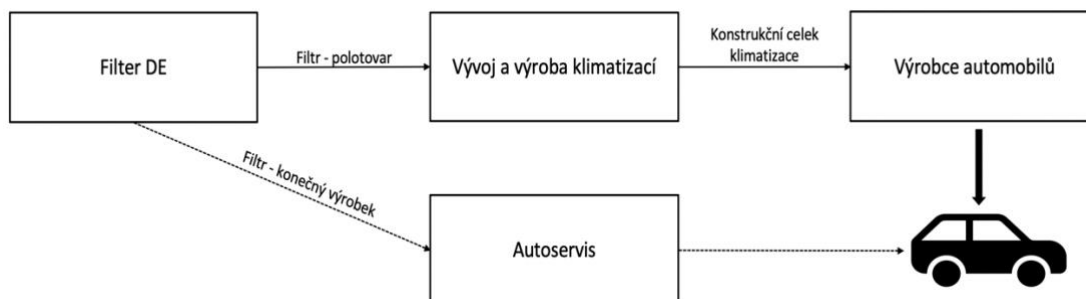 Filter DE
Filtr - polotovar
Vývoj a výroba klimatizací
Konstrukční celek
klimatizace
Výrobce automobilů
Filtr - konečný výrobek
Autoservis